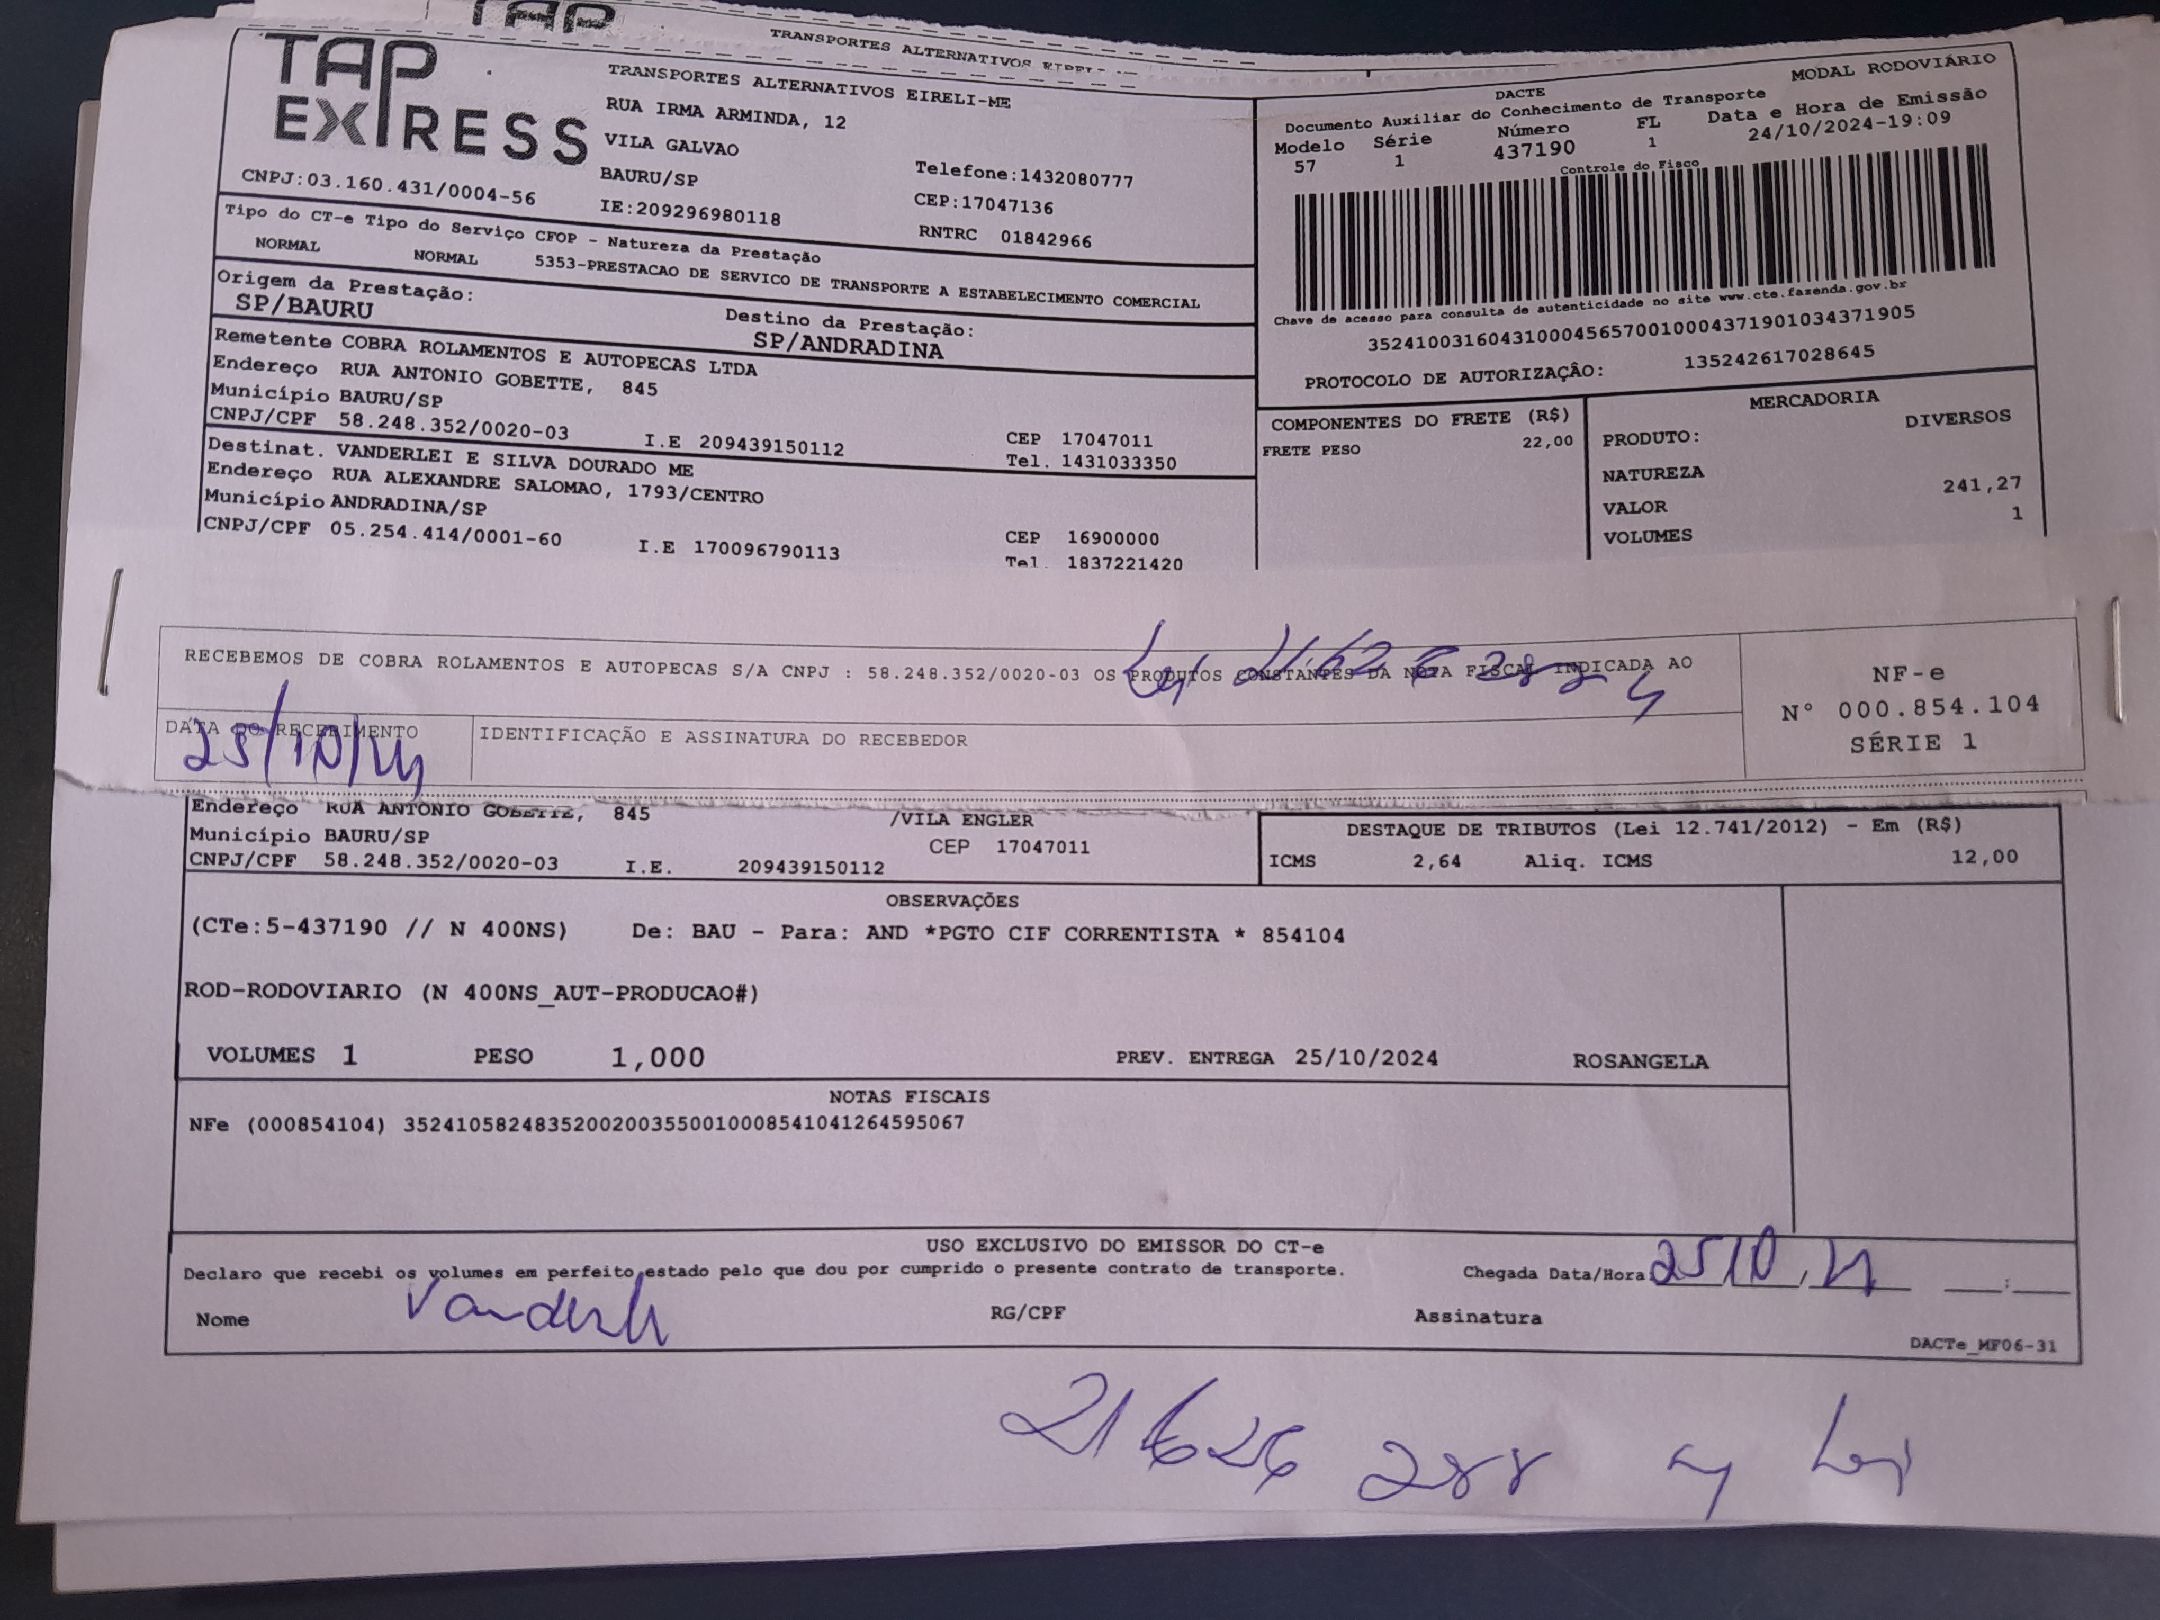 TAP
TRANSPORTES ALTERNATIVOS EIRELI
TAP EXPRESS
TRANSPORTES ALTERNATIVOS EIRELI-ME
RUA IRMA ARMINDA, 12
VILA GALVAO
BAURU/SP
Telefone:1432080777
CNPJ:03.160.431/0004-56
IE:209296980118
CEP:17047136
RNTRC 01842966
MODAL RODOVIÁRIO
DACTE
Documento Auxiliar do Conhecimento de Transporte
Modelo Série Número FL Data e Hora de Emissão
57 1 437190 1 24/10/2024-19:09
Controle do Fisco
Chave de acesso para consulta de autenticidade no site www.cte.fazenda.gov.br
35241003160431000456570010004371901034371905
PROTOCOLO DE AUTORIZAÇÃO: 135242617028645
Tipo do CT-e Tipo do Serviço CFOP - Natureza da Prestação
NORMAL NORMAL 5353-PRESTACAO DE SERVICO DE TRANSPORTE A ESTABELECIMENTO COMERCIAL
Origem da Prestação:
SP/BAURU
Destino da Prestação:
SP/ANDRADINA
Remetente COBRA ROLAMENTOS E AUTOPECAS LTDA
Endereço RUA ANTONIO GOBETTE, 845
Município BAURU/SP
CNPJ/CPF 58.248.352/0020-03 I.E 209439150112
CEP 17047011
Tel. 1431033350
Destinat. VANDERLEI E SILVA DOURADO ME
Endereço RUA ALEXANDRE SALOMAO, 1793/CENTRO
Município ANDRADINA/SP
CNPJ/CPF 05.254.414/0001-60 I.E 170096790113
CEP 16900000
Tel. 1837221420
COMPONENTES DO FRETE (R$)
FRETE PESO 22,00
MERCADORIA
PRODUTO: DIVERSOS
NATUREZA
VALOR 241,27
VOLUMES 1
RECEBEMOS DE COBRA ROLAMENTOS E AUTOPECAS S/A CNPJ : 58.248.352/0020-03 OS PRODUTOS CONSTANTES DA NOTA FISCAL INDICADA AO
DATA DO RECEBIMENTO
25/10/24
IDENTIFICAÇÃO E ASSINATURA DO RECEBEDOR
NF-e
N° 000.854.104
SÉRIE 1
Endereço RUA ANTONIO GOBETTE, 845 /VILA ENGLER
Município BAURU/SP CEP 17047011
CNPJ/CPF 58.248.352/0020-03 I.E. 209439150112
DESTAQUE DE TRIBUTOS (Lei 12.741/2012) - Em (R$)
ICMS 2,64 Aliq. ICMS 12,00
OBSERVAÇÕES
(CTe:5-437190 // N 400NS) De: BAU - Para: AND *PGTO CIF CORRENTISTA * 854104
ROD-RODOVIARIO (N 400NS_AUT-PRODUCAO#)
VOLUMES 1 PESO 1,000 PREV. ENTREGA 25/10/2024 ROSANGELA
NOTAS FISCAIS
NFe (000854104) 35241058248352002003550010008541041264595067
USO EXCLUSIVO DO EMISSOR DO CT-e
Declaro que recebi os volumes em perfeito estado pelo que dou por cumprido o presente contrato de transporte.
Chegada Data/Hora:
Nome RG/CPF Assinatura
DACTe_MF06-31